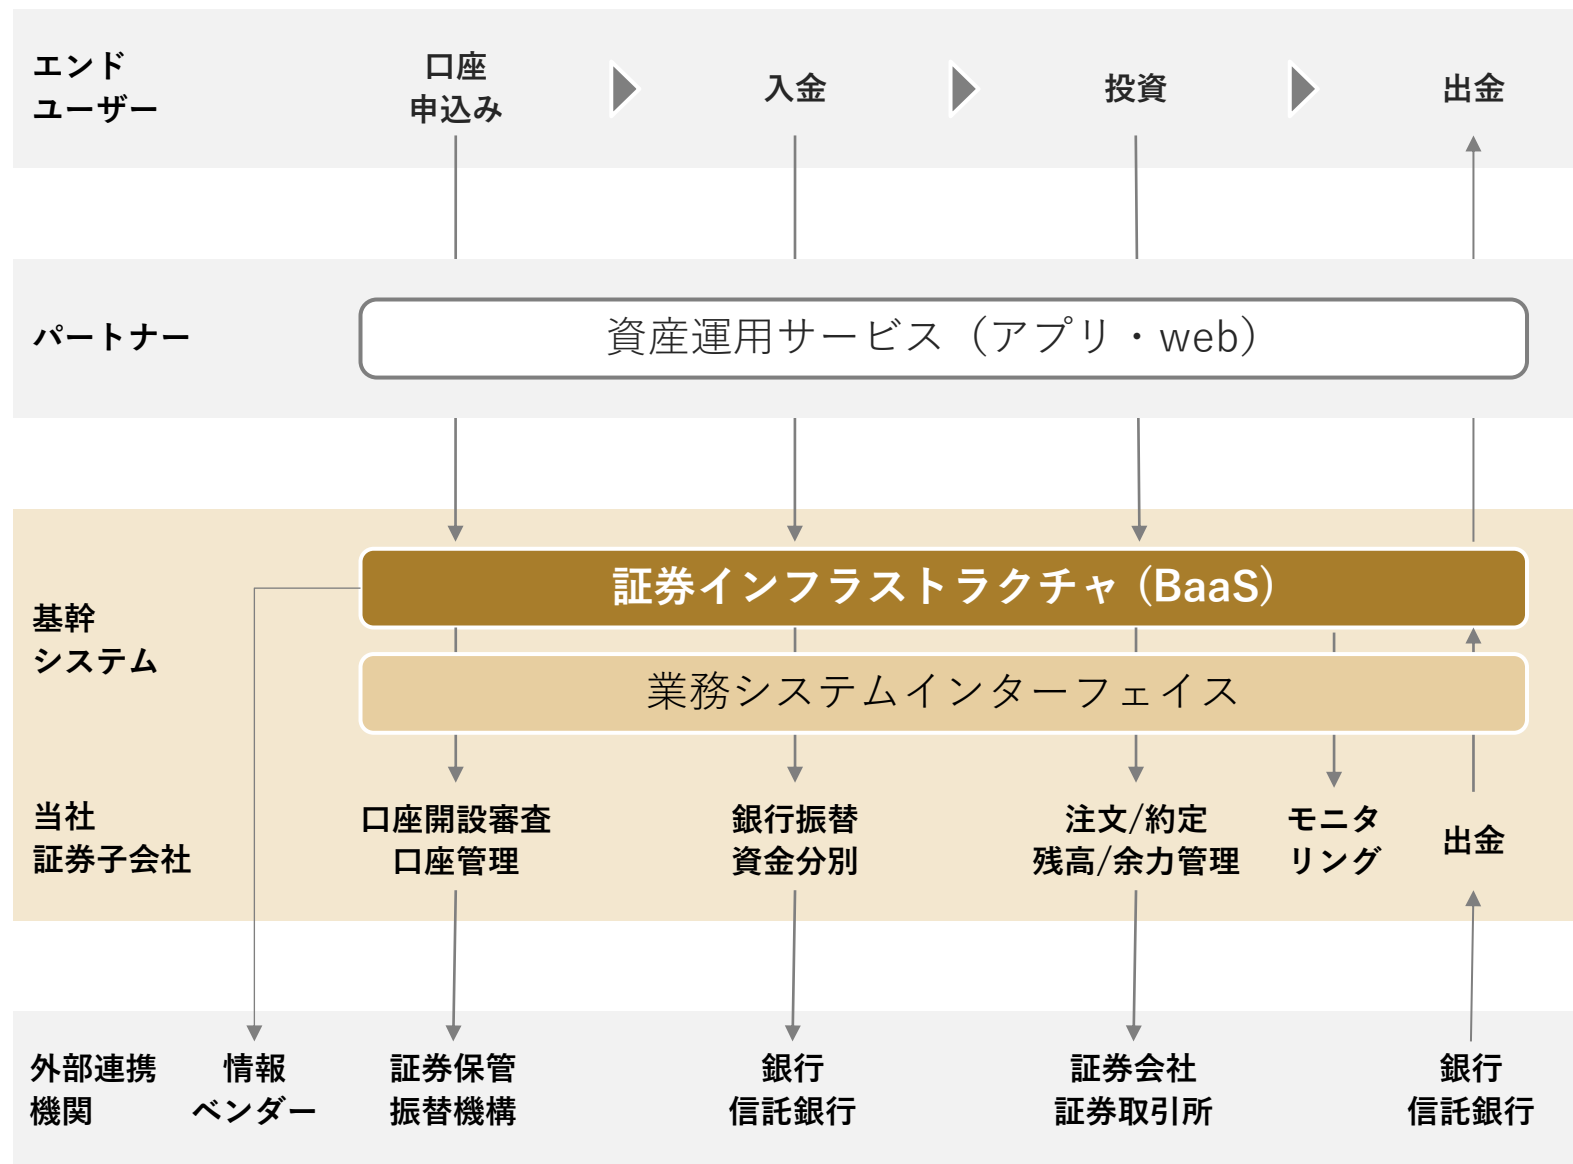 エンド
ユーザー
口座
申込み
入金
投資
出金
パートナー
資産運用サービス（アプリ・web）
基幹
システム
証券インフラストラクチャ (BaaS)
業務システムインターフェイス
当社
証券子会社
口座開設審査
口座管理
銀行振替
資金分別
注文/約定
残高/余力管理
モニタ
リング
出金
外部連携
機関
情報
ベンダー
証券保管
振替機構
銀行
信託銀行
証券会社
証券取引所
銀行
信託銀行